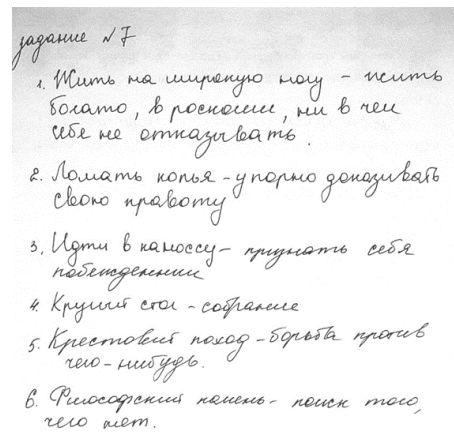 задание №7
1. Жить на широкую ногу - жить
богато, в роскоши, ни в чем
себе не отказывать.
2. Ломать копья - упорно доказывать
свою правоту
3. Идти в каноссу - признать себя
побежденным
4. Круглый стол - собрание
5. Крестовый поход - борьба против
чего-нибудь.
6. Философский камень - поиск того,
чего нет.